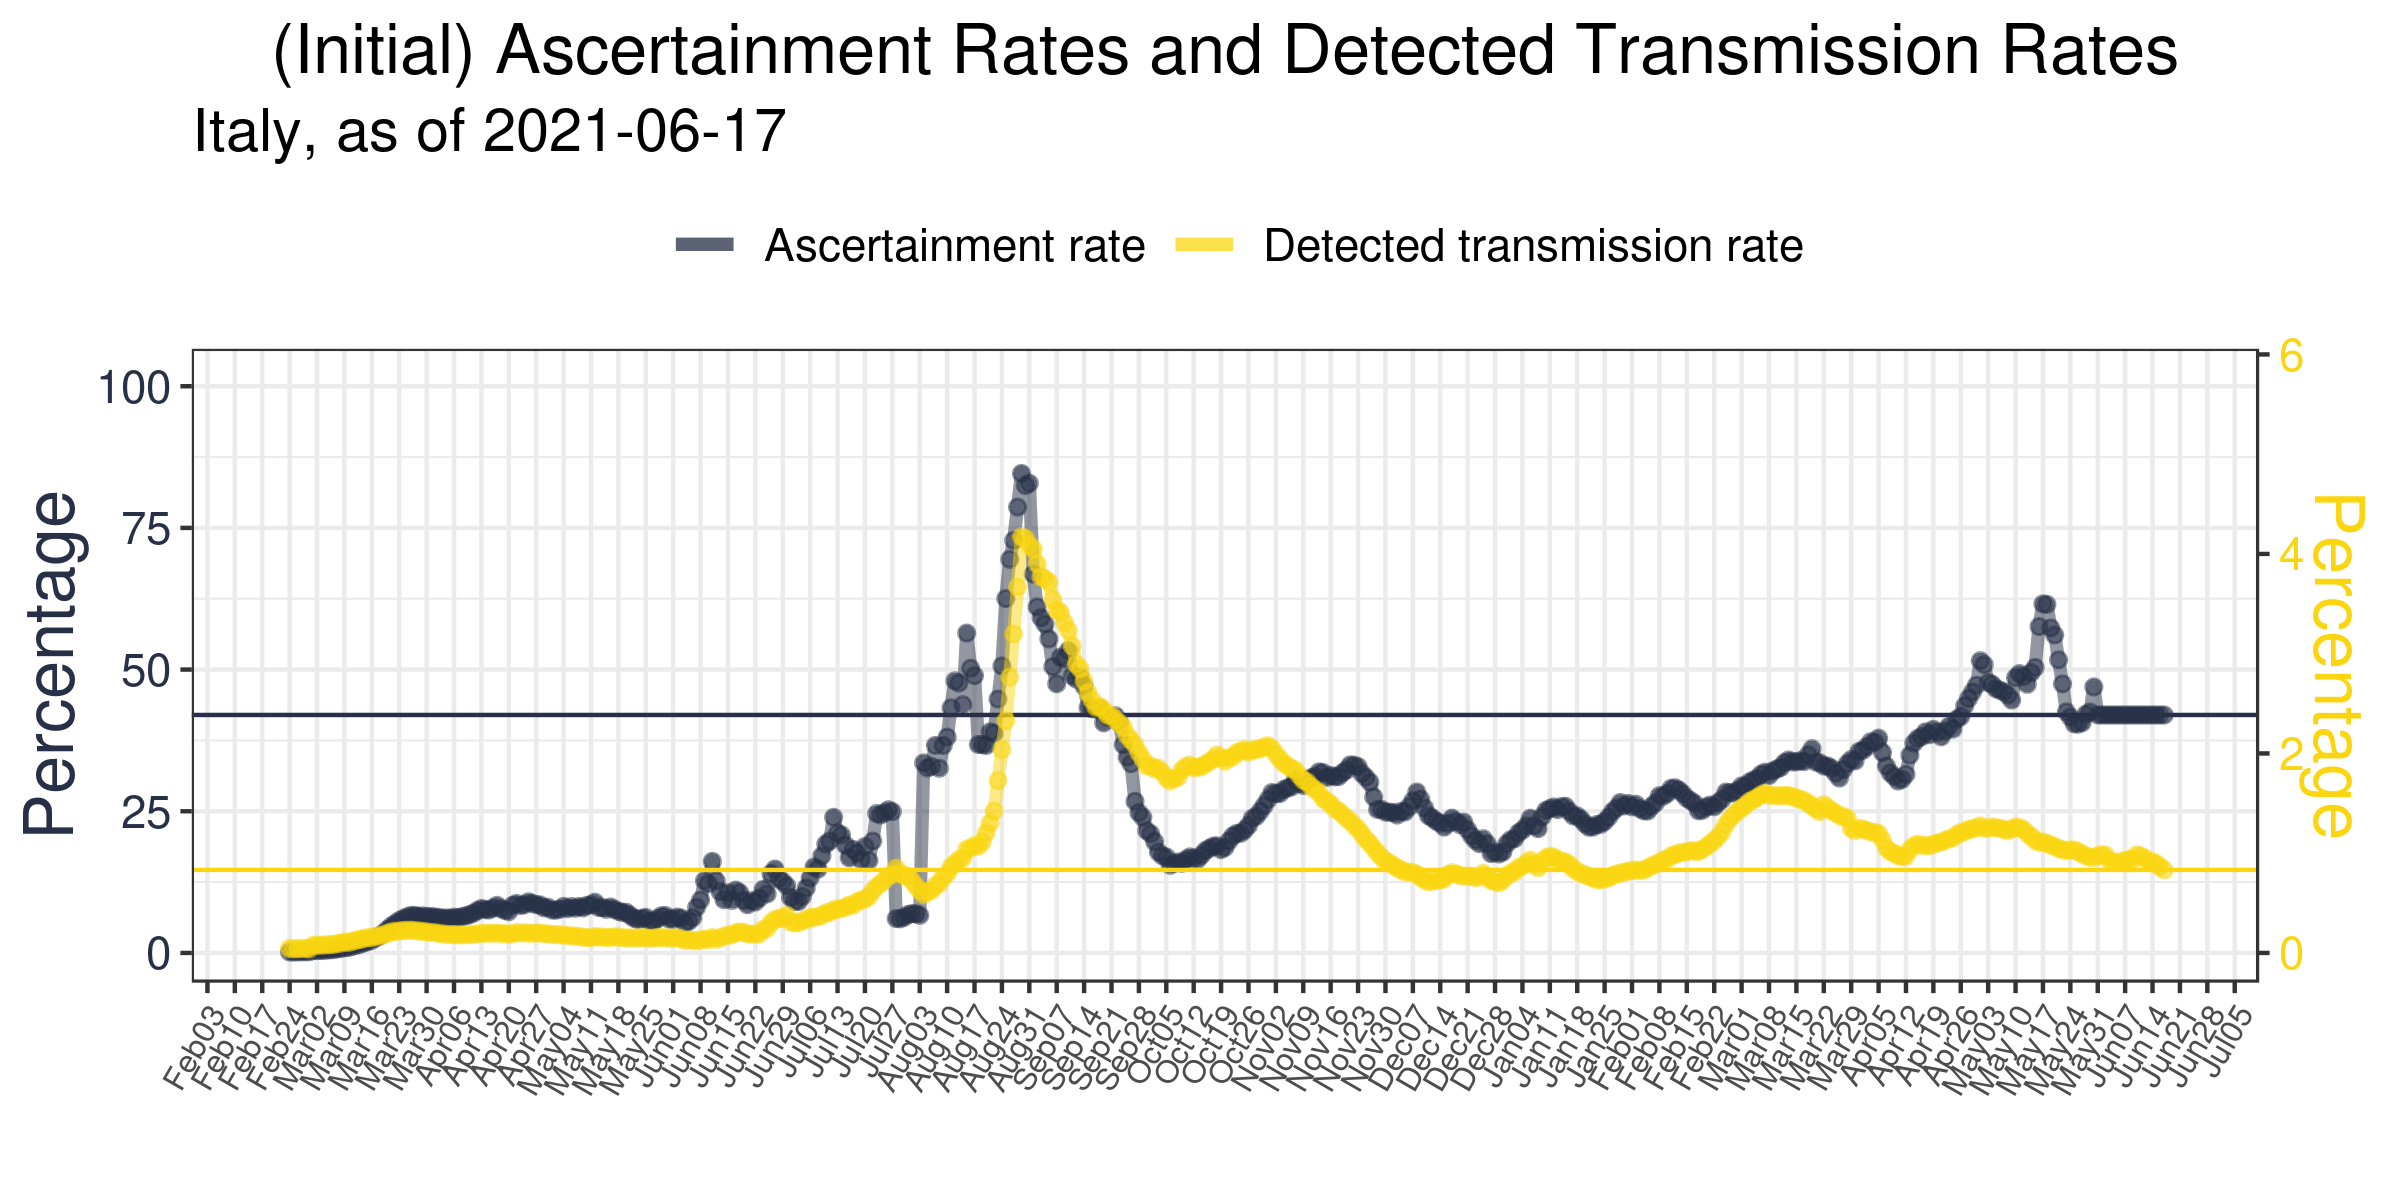 (Initial) Ascertainment Rates and Detected Transmission Rates
Italy, as of 2021-06-17
Ascertainment rate
Detected transmission rate
Percentage
100
75
50
25
0
6
4
2
0
Percentage
Feb03
Feb10
Feb17
Feb24
Mar02
Mar09
Mar16
Mar23
Mar30
Apr06
Apr13
Apr20
Apr27
May04
May11
May18
May25
Jun01
Jun08
Jun15
Jun22
Jun29
Jul06
Jul13
Jul20
Jul27
Aug03
Aug10
Aug17
Aug24
Aug31
Sep07
Sep14
Sep21
Sep28
Oct05
Oct12
Oct19
Oct26
Nov02
Nov09
Nov16
Nov23
Nov30
Dec07
Dec14
Dec21
Dec28
Jan04
Jan11
Jan18
Jan25
Feb01
Feb08
Feb15
Feb22
Mar01
Mar08
Mar15
Mar22
Mar29
Apr05
Apr12
Apr19
Apr26
May03
May10
May17
May24
May31
Jun07
Jun14
Jun21
Jun28
Jul05